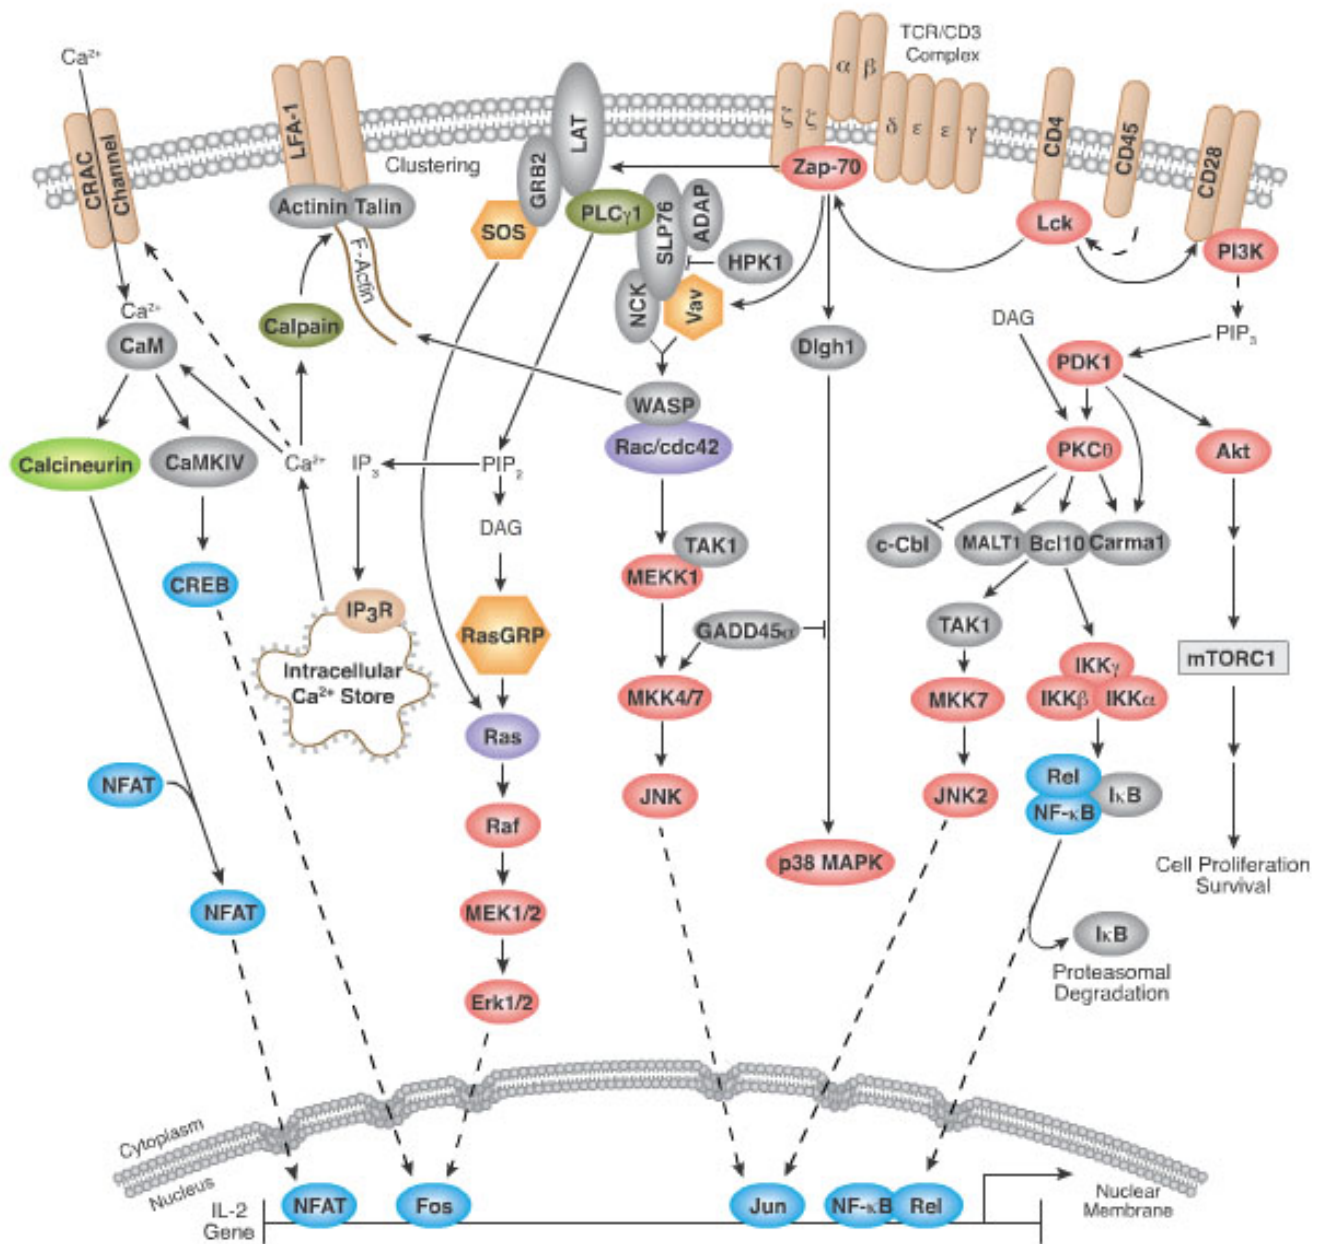 TCR/CD3
Complex
Ca²⁺
α
β
LFA-1
LAT
ζ
ζ
δ
ε
ε
γ
CD4
CD45
CD28
CRAC
Channel
Clustering
GRB2
Zap-70
Actinin
Talin
SOS
PLCγ1
SLP76
ADAP
Lck
PI3K
F-Actin
HPK1
NCK
Vav
Ca²⁺
CaM
Calpain
Dlgh1
DAG
PIP₃
PDK1
WASP
Rac/cdc42
Calcineurin
CaMKIV
Ca²⁺
IP₃
PIP₂
PKCθ
Akt
DAG
TAK1
c-Cbl
MALT1
Bcl10
Carma1
CREB
MEKK1
IP₃R
RasGRP
GADD45α
TAK1
Intracellular
Ca²⁺ Store
IKKγ
mTORC1
MKK4/7
MKK7
IKKβ
IKKα
Ras
NFAT
JNK
JNK2
Rel
NF-κB
IκB
Raf
p38 MAPK
Cell Proliferation
Survival
NFAT
MEK1/2
IκB
Proteasomal
Degradation
Erk1/2
Cytoplasm
Nucleus
IL-2
Gene
NFAT
Fos
Jun
NF-κB
Rel
Nuclear
Membrane